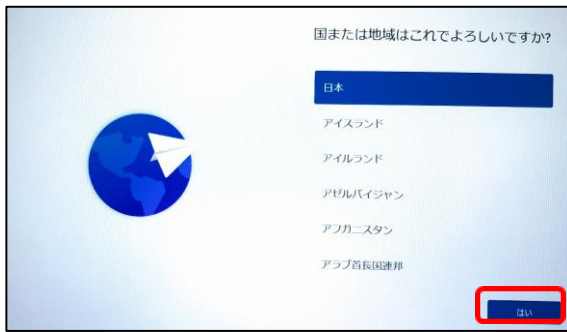 国または地域はこれでよろしいですか?
日本
アイスランド
アイルランド
アゼルバイジャン
アフガニスタン
アラブ首長国連邦
はい